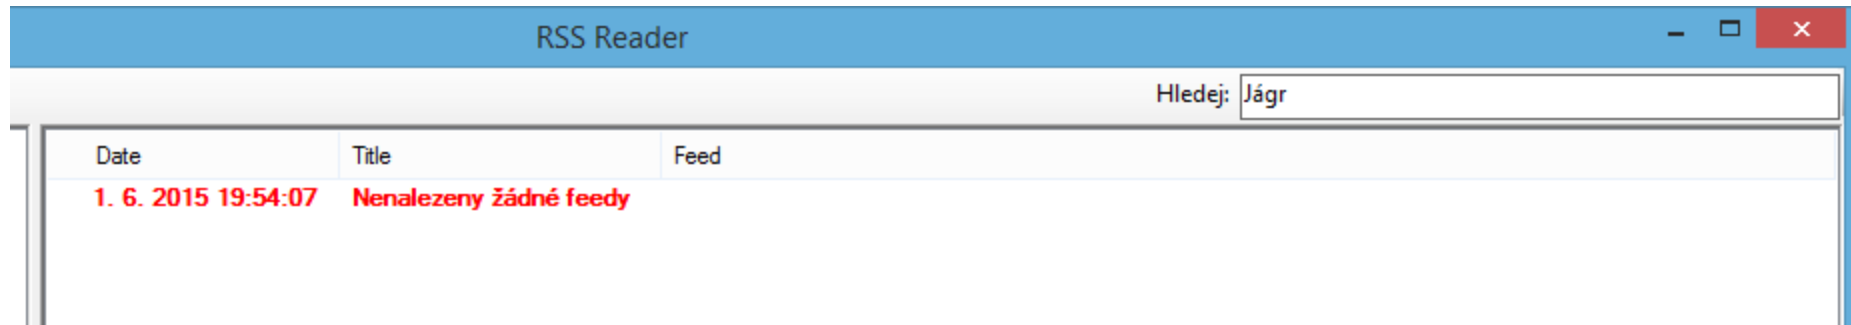 RSS Reader
Hledej: Jágr
Date Title Feed
1. 6. 2015 19:54:07 Nenalezeny žádné feedy